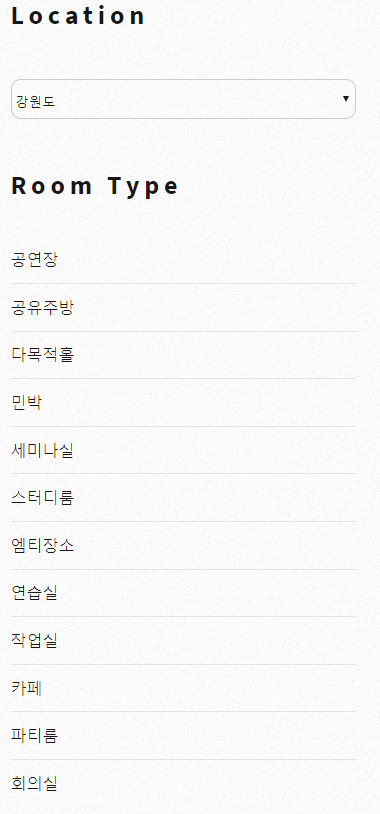 Location
강원도
Room Type
공연장
공유주방
다목적홀
민박
세미나실
스터디룸
엠티장소
연습실
작업실
카페
파티룸
회의실